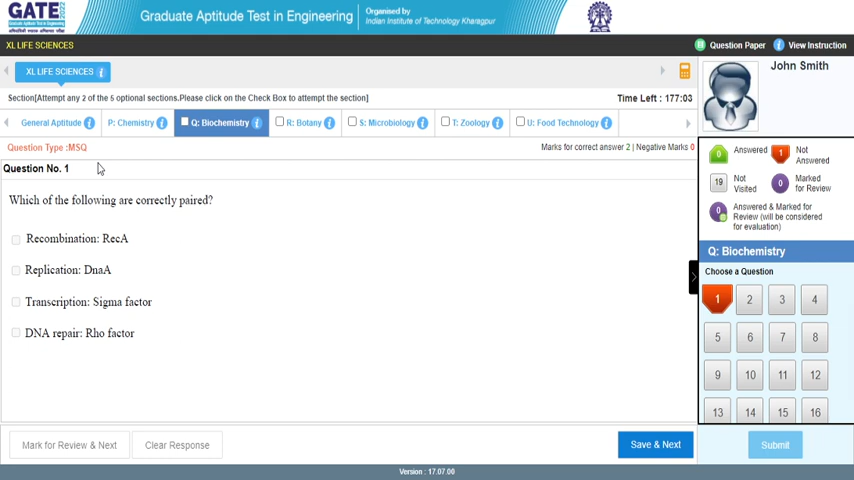 GATE
Graduate Aptitude Test in Engineering
Organised by
Indian Institute of Technology Kharagpur
XL LIFE SCIENCES
Question Paper
View Instruction
XL LIFE SCIENCES
John Smith
Section[Attempt any 2 of the 5 optional sections.Please click on the Check Box to attempt the section]
Time Left : 177:03
General Aptitude
P: Chemistry
Q: Biochemistry
R: Botany
S: Microbiology
T: Zoology
U: Food Technology
Question Type :MSQ
Marks for correct answer 2 | Negative Marks 0
Question No. 1
Which of the following are correctly paired?
Recombination: RecA
Replication: DnaA
Transcription: Sigma factor
DNA repair: Rho factor
0 Answered
1 Not Answered
19 Not Visited
0 Marked for Review
0 Answered & Marked for Review (will be considered for evaluation)
Q: Biochemistry
Choose a Question
1 2 3 4
5 6 7 8
9 10 11 12
13 14 15 16
Mark for Review & Next
Clear Response
Save & Next
Submit
Version : 17.07.00